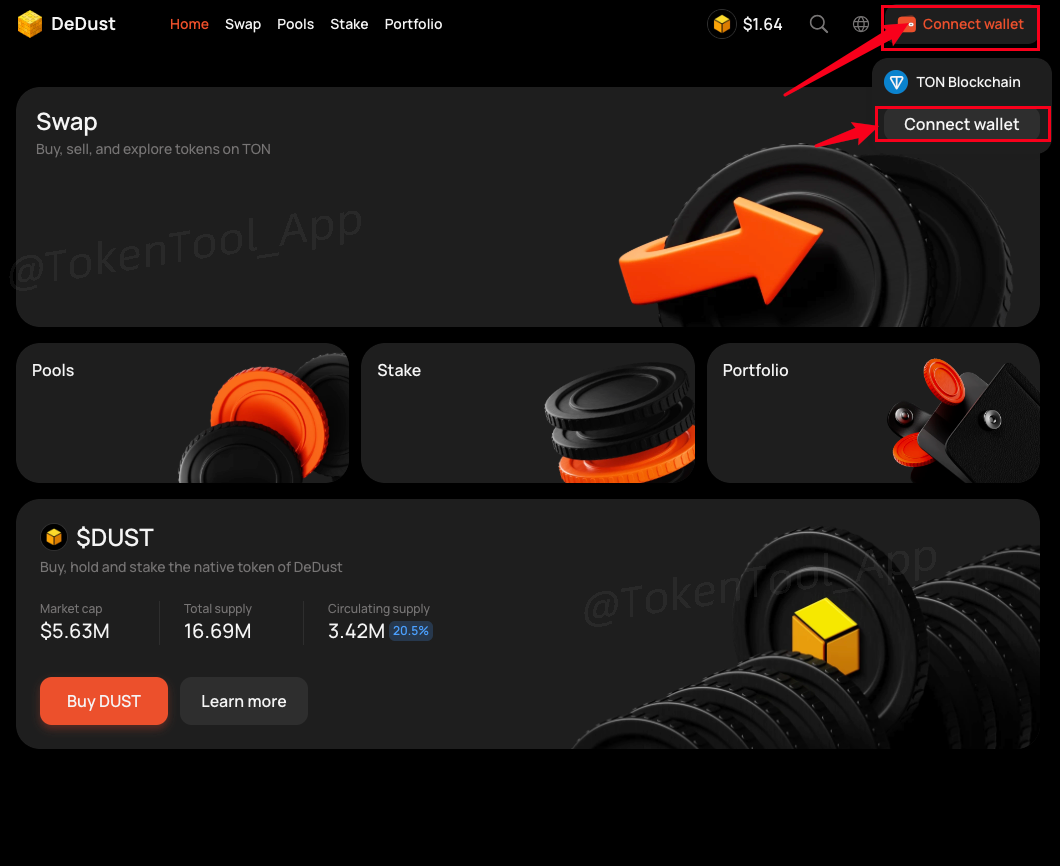 DeDust
Home Swap Pools Stake Portfolio
$1.64
Connect wallet
TON Blockchain
Connect wallet
Swap
Buy, sell, and explore tokens on TON
@TokenTool_App
Pools
Stake
Portfolio
$DUST
Buy, hold and stake the native token of DeDust
@TokenTool_App
Market cap Total supply Circulating supply
$5.63M 16.69M 3.42M 20.5%
Buy DUST Learn more